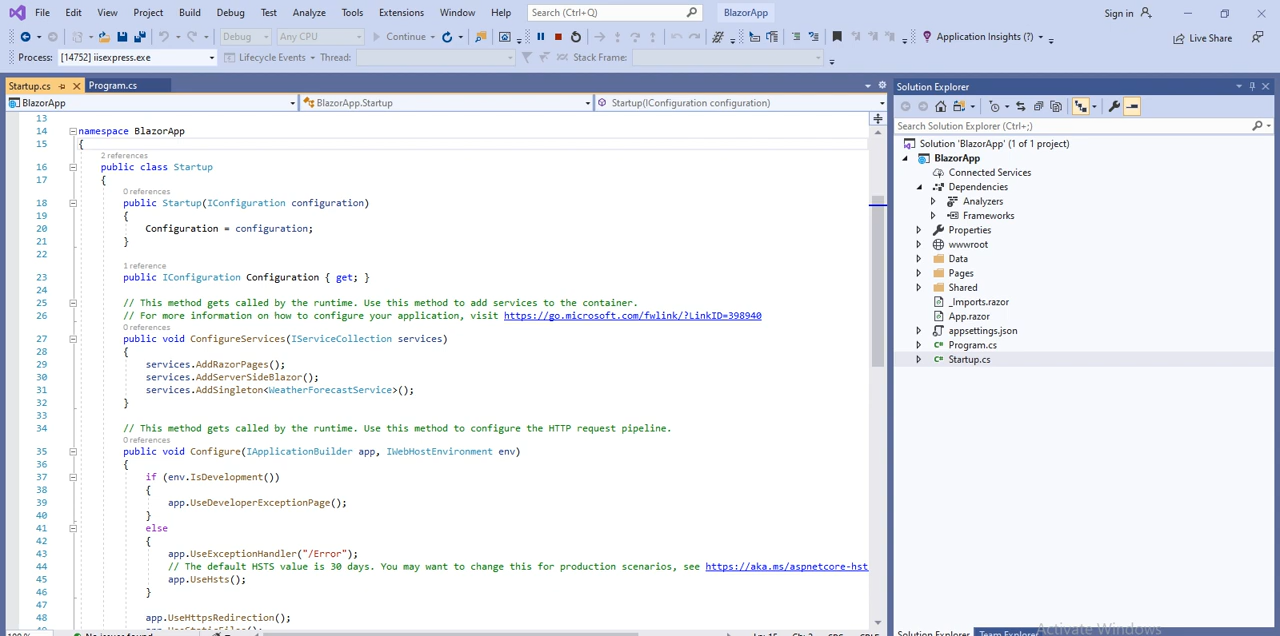 File Edit View Project Build Debug Test Analyze Tools Extensions Window Help Search (Ctrl+Q) BlazorApp Sign in
Debug Any CPU Continue Application Insights (?) Live Share
Process: [14752] iisexpress.exe Lifecycle Events Thread: Stack Frame:
Startup.cs Program.cs
BlazorApp BlazorApp.Startup Startup(IConfiguration configuration)
13
14 namespace BlazorApp
15 {
2 references
16 public class Startup
17 {
0 references
18 public Startup(IConfiguration configuration)
19 {
20 Configuration = configuration;
21 }
22
1 reference
23 public IConfiguration Configuration { get; }
24
25 // This method gets called by the runtime. Use this method to add services to the container.
26 // For more information on how to configure your application, visit https://go.microsoft.com/fwlink/?LinkID=398940
0 references
27 public void ConfigureServices(IServiceCollection services)
28 {
29 services.AddRazorPages();
30 services.AddServerSideBlazor();
31 services.AddSingleton<WeatherForecastService>();
32 }
33
34 // This method gets called by the runtime. Use this method to configure the HTTP request pipeline.
0 references
35 public void Configure(IApplicationBuilder app, IWebHostEnvironment env)
36 {
37 if (env.IsDevelopment())
38 {
39 app.UseDeveloperExceptionPage();
40 }
41 else
42 {
43 app.UseExceptionHandler("/Error");
44 // The default HSTS value is 30 days. You may want to change this for production scenarios, see https://aka.ms/aspnetcore-hst
45 app.UseHsts();
46 }
47
48 app.UseHttpsRedirection();
Solution Explorer
Search Solution Explorer (Ctrl+;)
Solution 'BlazorApp' (1 of 1 project)
BlazorApp
Connected Services
Dependencies
Analyzers
Frameworks
Properties
wwwroot
Data
Pages
Shared
_Imports.razor
App.razor
appsettings.json
Program.cs
Startup.cs
Activate Windows
Solution Explorer Team Explorer